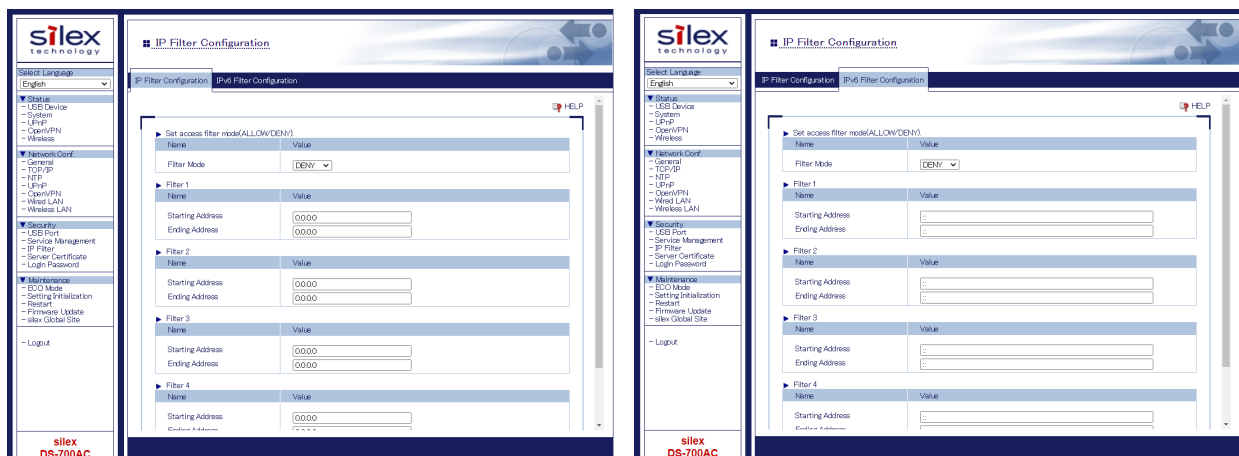 silex
technology
Select Language
English
▼ Status
- USB Device
- System
- UPnP
- OpenVPN
- Wireless
▼ Network Conf.
- General
- TCP/IP
- NTP
- UPnP
- OpenVPN
- Wired LAN
- Wireless LAN
▼ Security
- USB Port
- Service Management
- IP Filter
- Server Certificate
- Login Password
▼ Maintenance
- ECO Mode
- Setting Initialization
- Restart
- Firmware Update
- silex Global Site
- Logout
silex
DS-700AC
IP Filter Configuration
IP Filter Configuration IPv6 Filter Configuration
HELP
Set access filter mode(ALLOW/DENY).
Name Value
Filter Mode DENY
Filter 1
Name Value
Starting Address 0.0.0.0
Ending Address 0.0.0.0
Filter 2
Name Value
Starting Address 0.0.0.0
Ending Address 0.0.0.0
Filter 3
Name Value
Starting Address 0.0.0.0
Ending Address 0.0.0.0
Filter 4
Name Value
Starting Address 0.0.0.0
Ending Address 0.0.0.0
silex
technology
Select Language
English
▼ Status
- USB Device
- System
- UPnP
- OpenVPN
- Wireless
▼ Network Conf.
- General
- TCP/IP
- NTP
- UPnP
- OpenVPN
- Wired LAN
- Wireless LAN
▼ Security
- USB Port
- Service Management
- IP Filter
- Server Certificate
- Login Password
▼ Maintenance
- ECO Mode
- Setting Initialization
- Restart
- Firmware Update
- silex Global Site
- Logout
silex
DS-700AC
IP Filter Configuration
IP Filter Configuration IPv6 Filter Configuration
HELP
Set access filter mode(ALLOW/DENY).
Name Value
Filter Mode DENY
Filter 1
Name Value
Starting Address ::
Ending Address ::
Filter 2
Name Value
Starting Address ::
Ending Address ::
Filter 3
Name Value
Starting Address ::
Ending Address ::
Filter 4
Name Value
Starting Address ::
Ending Address ::